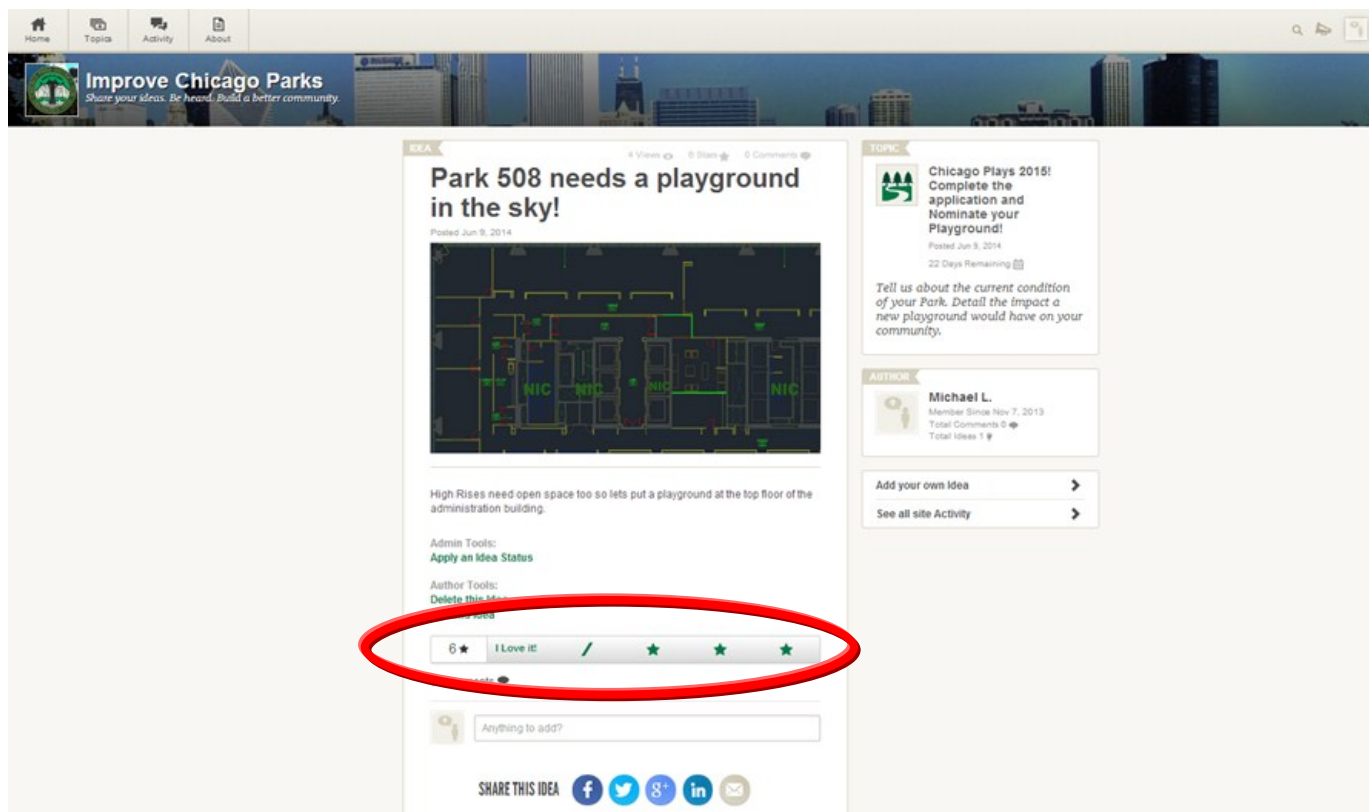 Home
Topics
Activity
About
Improve Chicago Parks
Share your ideas. Be heard. Build a better community.
IDEA
4 Views
6 Stars
0 Comments
Park 508 needs a playground
in the sky!
Posted Jun 9, 2014
NIC NIC NIC NIC
High Rises need open space too so lets put a playground at the top floor of the
administration building.
Admin Tools:
Apply an Idea Status
Author Tools:
Delete this Idea
Idea
6 I Love it!
Anything to add?
SHARE THIS IDEA
TOPIC
Chicago Plays 2015!
Complete the
application and
Nominate your
Playground!
Posted Jun 9, 2014
22 Days Remaining
Tell us about the current condition
of your Park. Detail the impact a
new playground would have on your
community.
AUTHOR
Michael L.
Member Since Nov 7, 2013
Total Comments 0
Total Ideas 1
Add your own Idea
See all site Activity